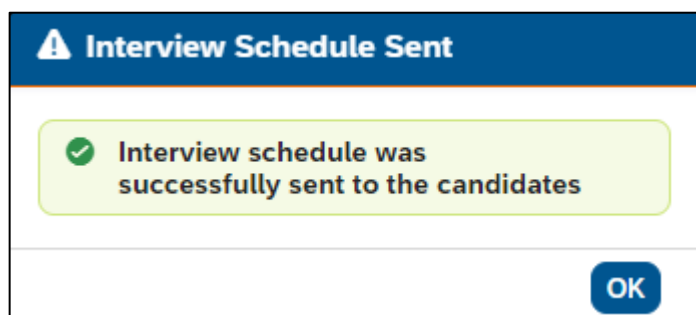 Interview Schedule Sent
Interview schedule was
successfully sent to the candidates
OK